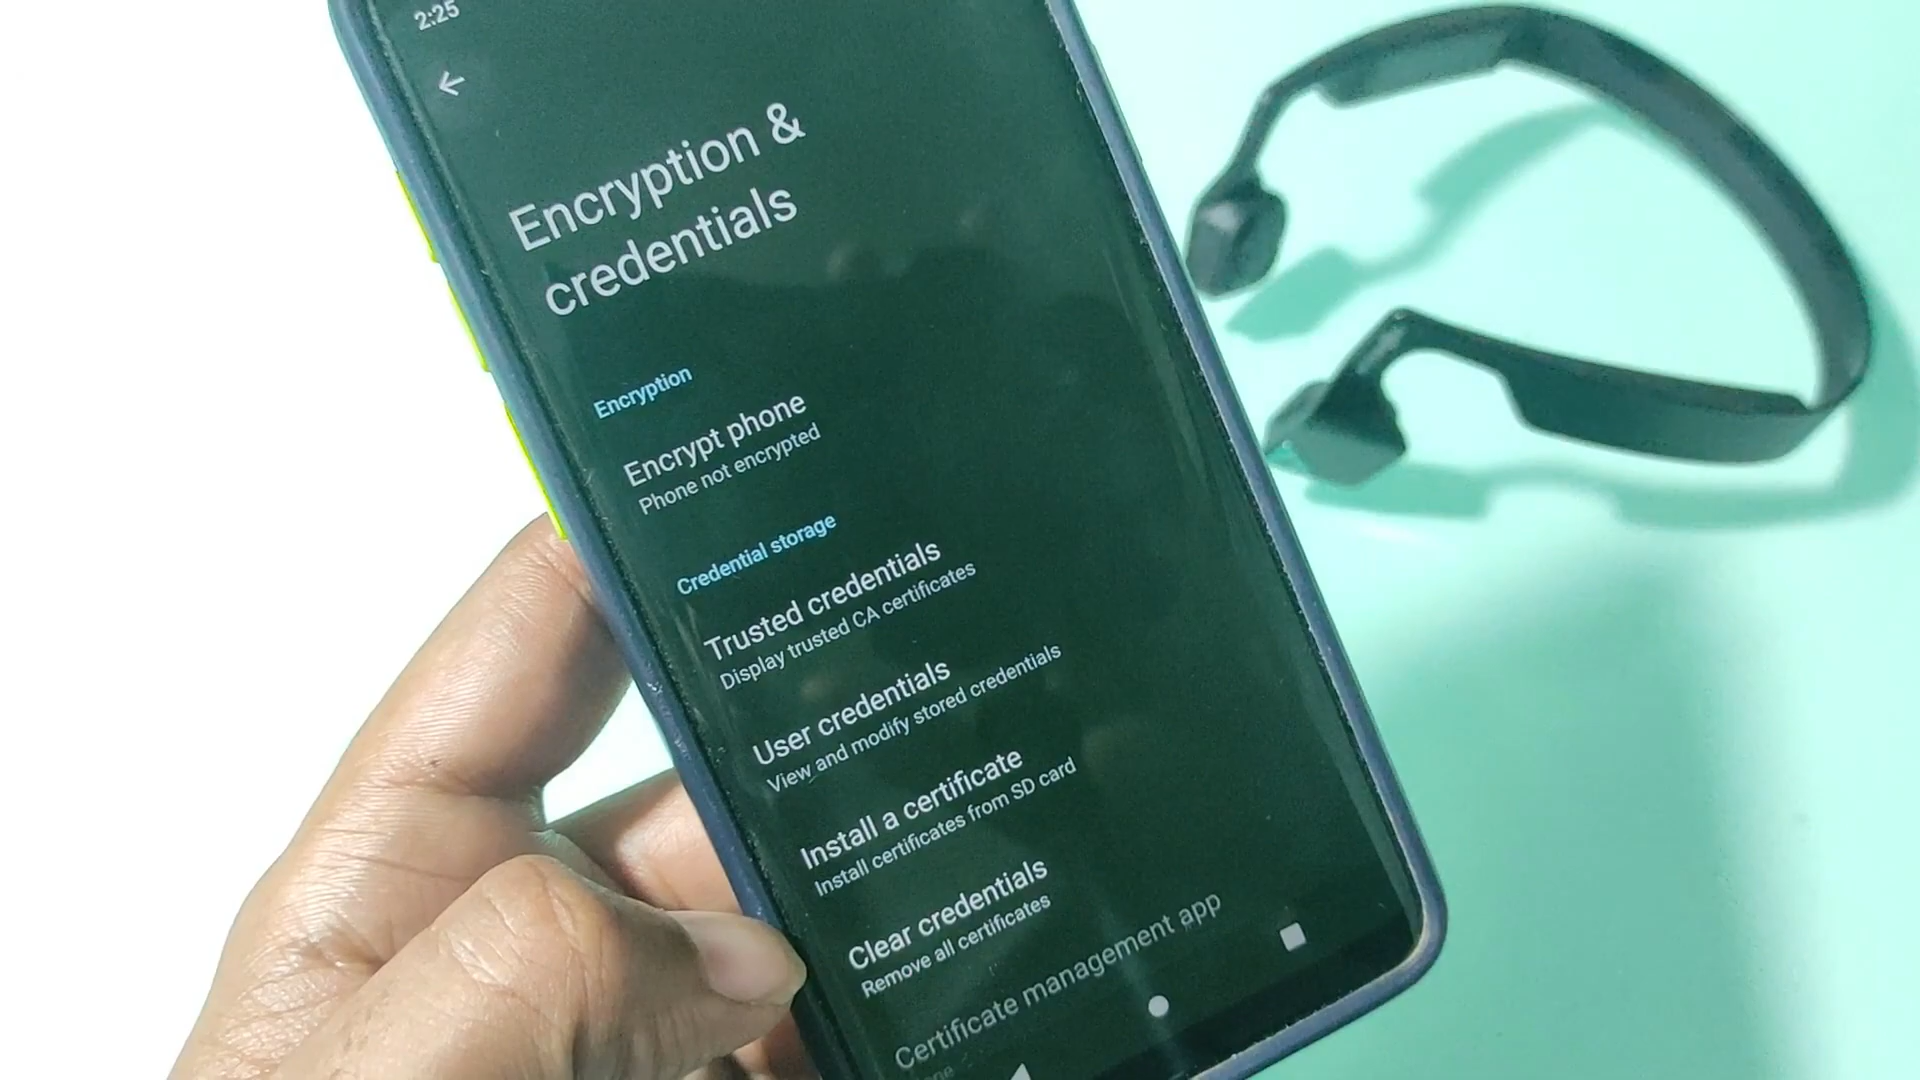 2:25
Encryption &
credentials
Encryption
Encrypt phone
Phone not encrypted
Credential storage
Trusted credentials
Display trusted CA certificates
User credentials
View and modify stored credentials
Install a certificate
Install certificates from SD card
Clear credentials
Remove all certificates
Certificate management app